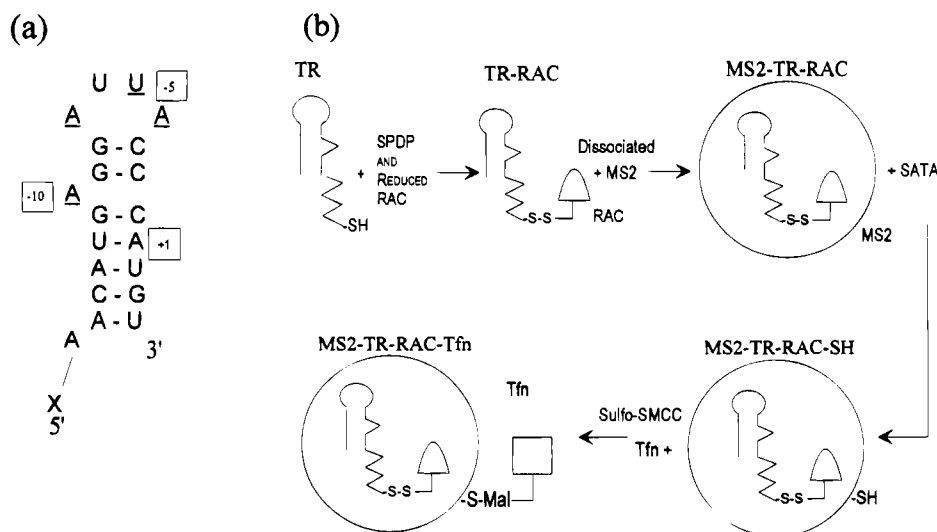 (a)
U U -5
A A
G - C
G - C
-10 A
G - C
U - A +1
A - U
C - G
A - U
A 3'
X
5'
(b)
TR
SPDP
+ AND
REDUCED
RAC
SH
TR-RAC
Dissociated
+ MS2
-S-S
RAC
MS2-TR-RAC
-S-S
+ SATA
MS2
MS2-TR-RAC-SH
-S-S
-SH
Sulfo-SMCC
Tfn +
MS2-TR-RAC-Tfn
Tfn
-S-S
-S-Mal